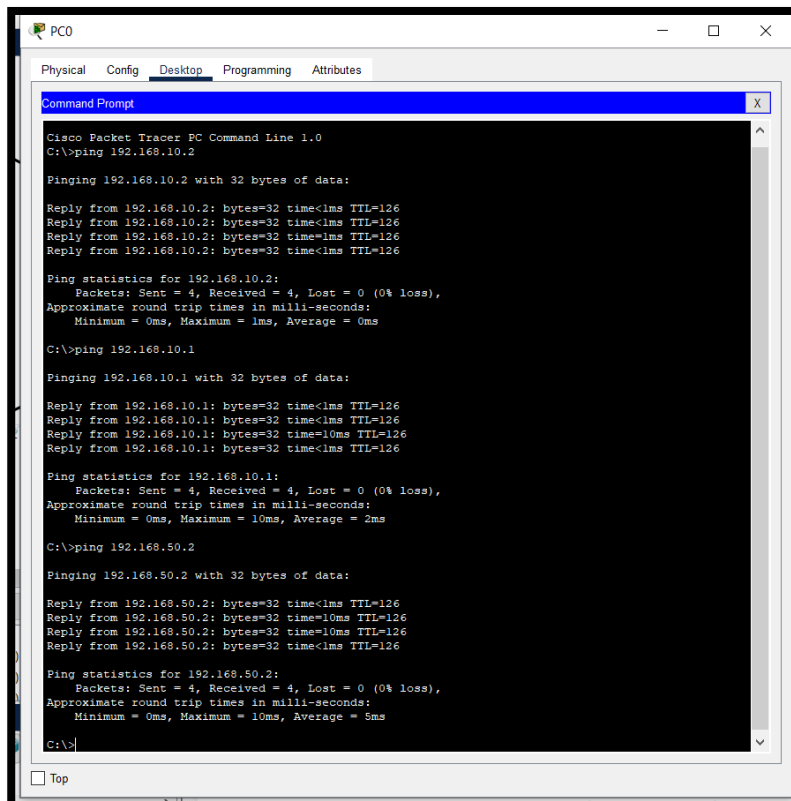 PC0
Physical Config Desktop Programming Attributes
Command Prompt
X
Cisco Packet Tracer PC Command Line 1.0
C:\>ping 192.168.10.2
Pinging 192.168.10.2 with 32 bytes of data:
Reply from 192.168.10.2: bytes=32 time<1ms TTL=126
Reply from 192.168.10.2: bytes=32 time<1ms TTL=126
Reply from 192.168.10.2: bytes=32 time=1ms TTL=126
Reply from 192.168.10.2: bytes=32 time<1ms TTL=126
Ping statistics for 192.168.10.2:
Packets: Sent = 4, Received = 4, Lost = 0 (0% loss),
Approximate round trip times in milli-seconds:
Minimum = 0ms, Maximum = 1ms, Average = 0ms
C:\>ping 192.168.10.1
Pinging 192.168.10.1 with 32 bytes of data:
Reply from 192.168.10.1: bytes=32 time<1ms TTL=126
Reply from 192.168.10.1: bytes=32 time<1ms TTL=126
Reply from 192.168.10.1: bytes=32 time=10ms TTL=126
Reply from 192.168.10.1: bytes=32 time<1ms TTL=126
Ping statistics for 192.168.10.1:
Packets: Sent = 4, Received = 4, Lost = 0 (0% loss),
Approximate round trip times in milli-seconds:
Minimum = 0ms, Maximum = 10ms, Average = 2ms
C:\>ping 192.168.50.2
Pinging 192.168.50.2 with 32 bytes of data:
Reply from 192.168.50.2: bytes=32 time<1ms TTL=126
Reply from 192.168.50.2: bytes=32 time=10ms TTL=126
Reply from 192.168.50.2: bytes=32 time=10ms TTL=126
Reply from 192.168.50.2: bytes=32 time<1ms TTL=126
Ping statistics for 192.168.50.2:
Packets: Sent = 4, Received = 4, Lost = 0 (0% loss),
Approximate round trip times in milli-seconds:
Minimum = 0ms, Maximum = 10ms, Average = 5ms
C:\>
Top